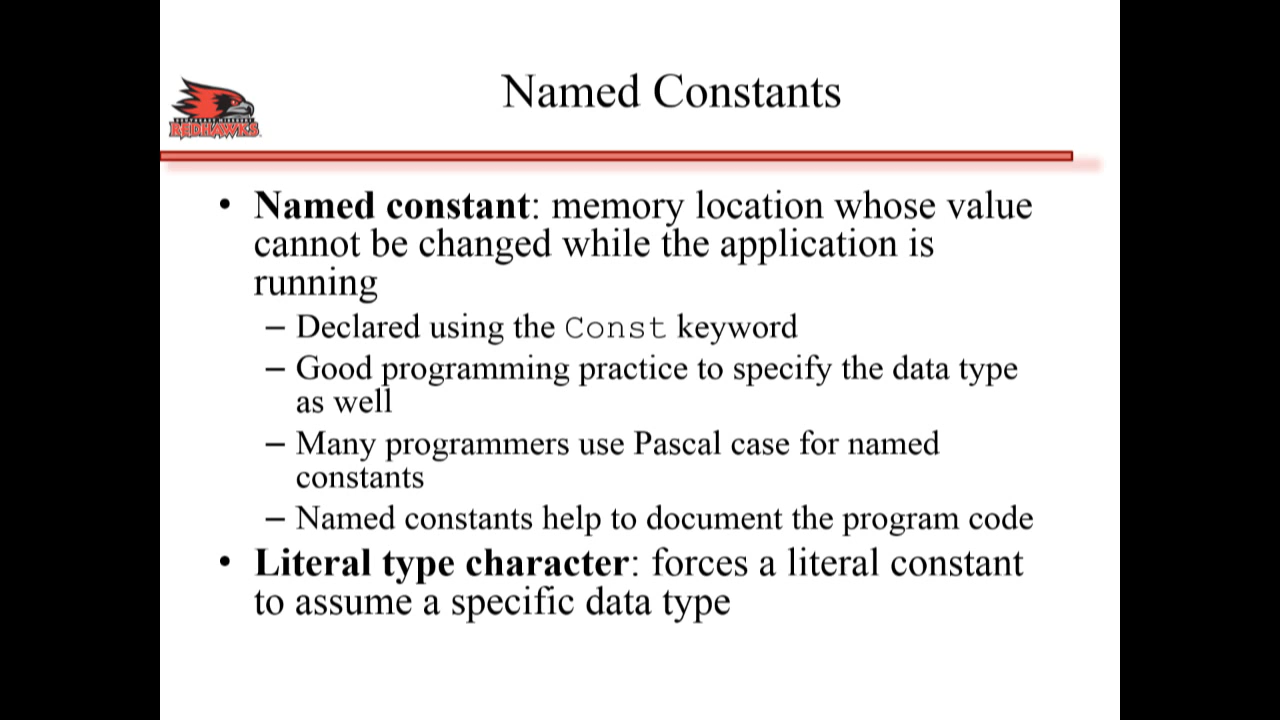 Named Constants
REDHAWKS
• Named constant: memory location whose value
cannot be changed while the application is
running
– Declared using the Const keyword
– Good programming practice to specify the data type
as well
– Many programmers use Pascal case for named
constants
– Named constants help to document the program code
• Literal type character: forces a literal constant
to assume a specific data type